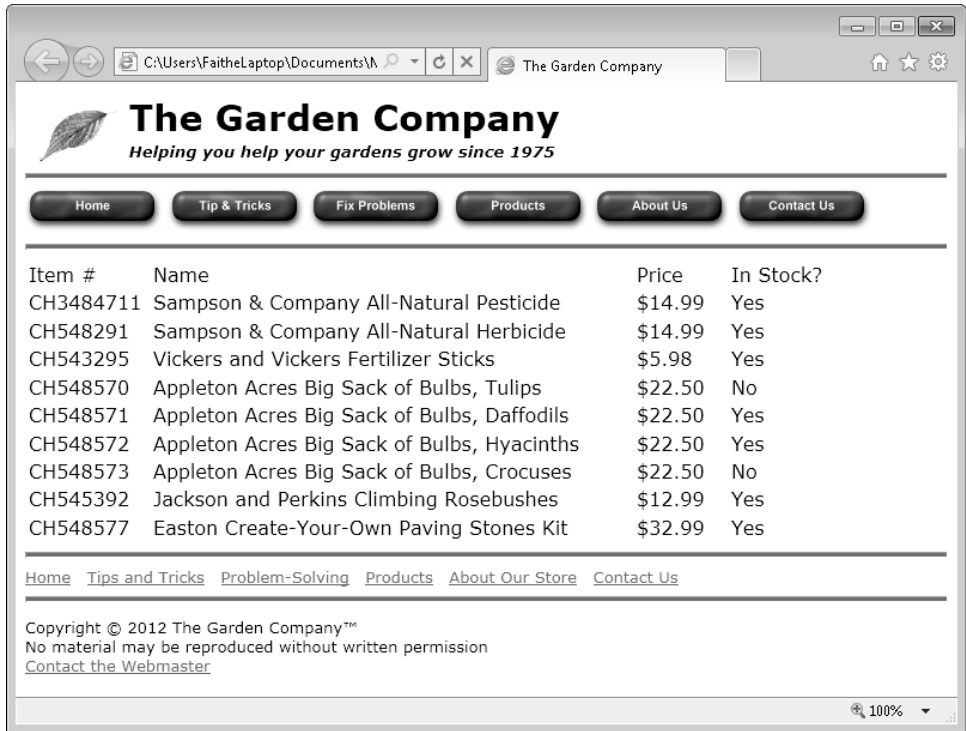 C:\Users\FaitheLaptop\Documents\N
The Garden Company
The Garden Company
Helping you help your gardens grow since 1975
Home Tip & Tricks Fix Problems Products About Us Contact Us
Item # Name Price In Stock?
CH3484711 Sampson & Company All-Natural Pesticide $14.99 Yes
CH548291 Sampson & Company All-Natural Herbicide $14.99 Yes
CH543295 Vickers and Vickers Fertilizer Sticks $5.98 Yes
CH548570 Appleton Acres Big Sack of Bulbs, Tulips $22.50 No
CH548571 Appleton Acres Big Sack of Bulbs, Daffodils $22.50 Yes
CH548572 Appleton Acres Big Sack of Bulbs, Hyacinths $22.50 Yes
CH548573 Appleton Acres Big Sack of Bulbs, Crocuses $22.50 No
CH545392 Jackson and Perkins Climbing Rosebushes $12.99 Yes
CH548577 Easton Create-Your-Own Paving Stones Kit $32.99 Yes
Home Tips and Tricks Problem-Solving Products About Our Store Contact Us
Copyright © 2012 The Garden Company™
No material may be reproduced without written permission
Contact the Webmaster
100%